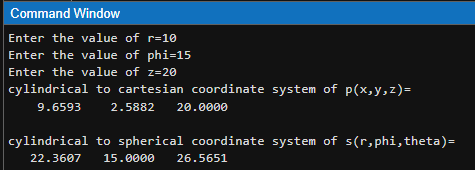 Command Window
Enter the value of r=10
Enter the value of phi=15
Enter the value of z=20
cylindrical to cartesian coordinate system of p(x,y,z)=
9.6593 2.5882 20.0000
cylindrical to spherical coordinate system of s(r,phi,theta)=
22.3607 15.0000 26.5651